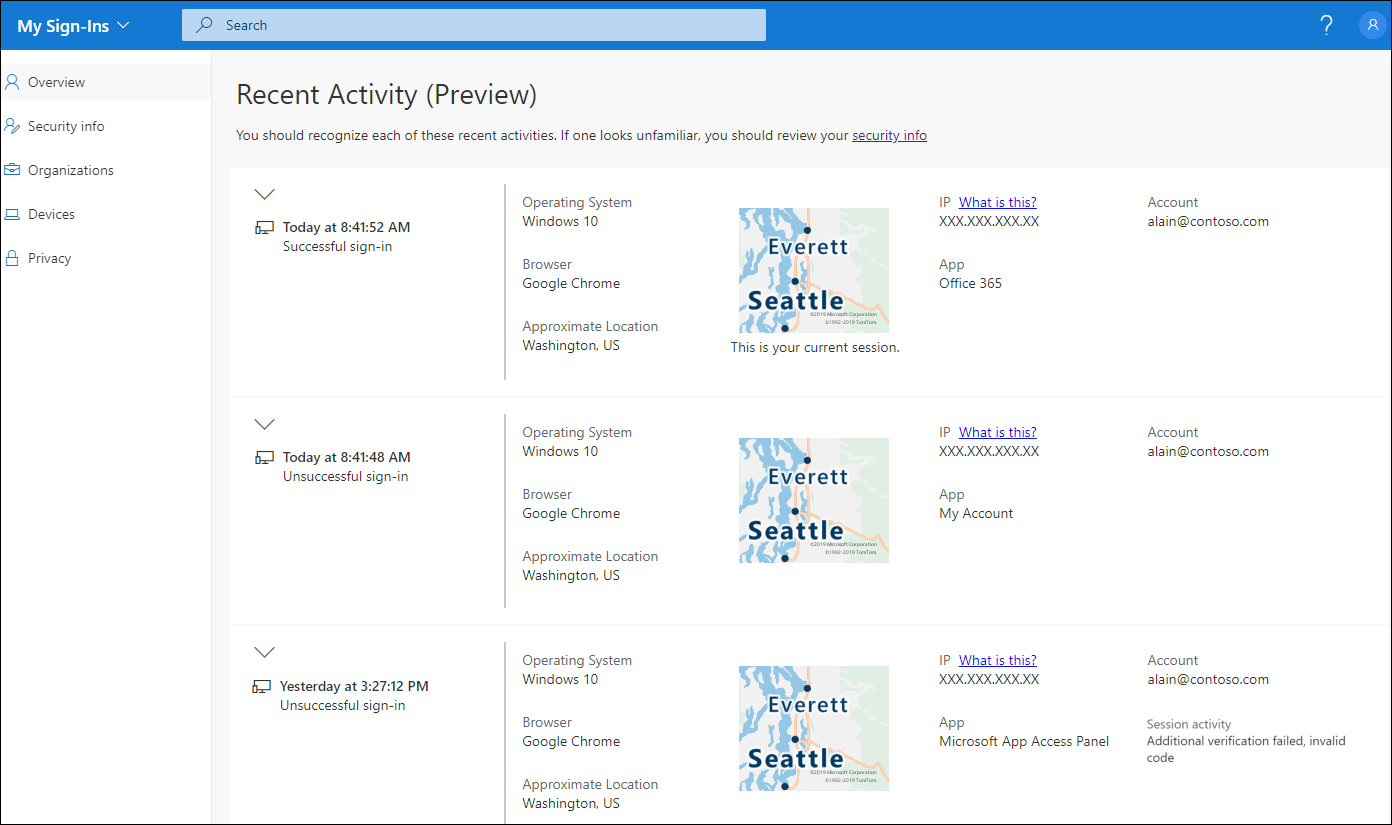 My Sign-Ins
Search
?
Overview
Security info
Organizations
Devices
Privacy
Recent Activity (Preview)
You should recognize each of these recent activities. If one looks unfamiliar, you should review your security info
Today at 8:41:52 AM
Successful sign-in
Operating System
Windows 10
Browser
Google Chrome
Approximate Location
Washington, US
Everett
Seattle
©2019 Microsoft Corporation
©1992-2019 TomTom
This is your current session.
IP What is this?
XXX.XXX.XXX.XX
App
Office 365
Account
alain@contoso.com
Today at 8:41:48 AM
Unsuccessful sign-in
Operating System
Windows 10
Browser
Google Chrome
Approximate Location
Washington, US
Everett
Seattle
©2019 Microsoft Corporation
©1992-2019 TomTom
IP What is this?
XXX.XXX.XXX.XX
App
My Account
Account
alain@contoso.com
Yesterday at 3:27:12 PM
Unsuccessful sign-in
Operating System
Windows 10
Browser
Google Chrome
Approximate Location
Washington, US
Everett
Seattle
©2019 Microsoft Corporation
©1992-2019 TomTom
IP What is this?
XXX.XXX.XXX.XX
App
Microsoft App Access Panel
Account
alain@contoso.com
Session activity
Additional verification failed, invalid
code